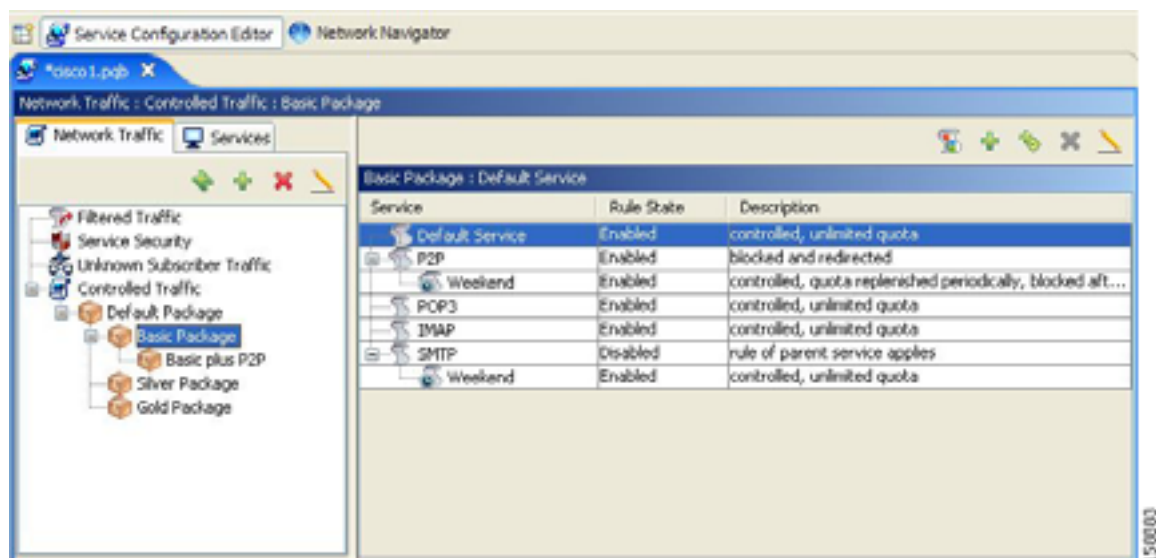 Service Configuration Editor Network Navigator
*cisco1.pqb
Network Traffic : Controlled Traffic : Basic Package
Network Traffic Services
Filtered Traffic
Service Security
Unknown Subscriber Traffic
Controlled Traffic
Default Package
Basic Package
Basic plus P2P
Silver Package
Gold Package
Basic Package : Default Service
Service Rule State Description
Default Service Enabled controlled, unlimited quota
P2P Enabled blocked and redirected
Weekend Enabled controlled, quota replenished periodically, blocked aft...
POP3 Enabled controlled, unlimited quota
IMAP Enabled controlled, unlimited quota
SMTP Disabled rule of parent service applies
Weekend Enabled controlled, unlimited quota